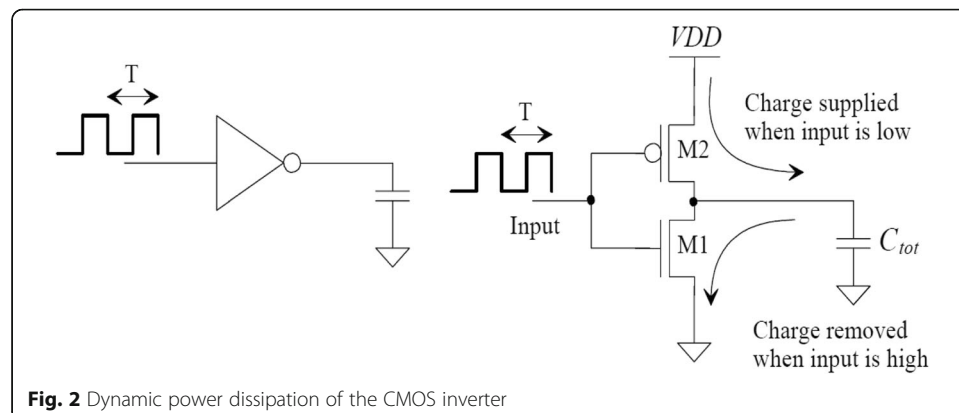 T
T
Input
VDD
M2
M1
Charge supplied
when input is low
C_tot
Charge removed
when input is high
Fig. 2 Dynamic power dissipation of the CMOS inverter